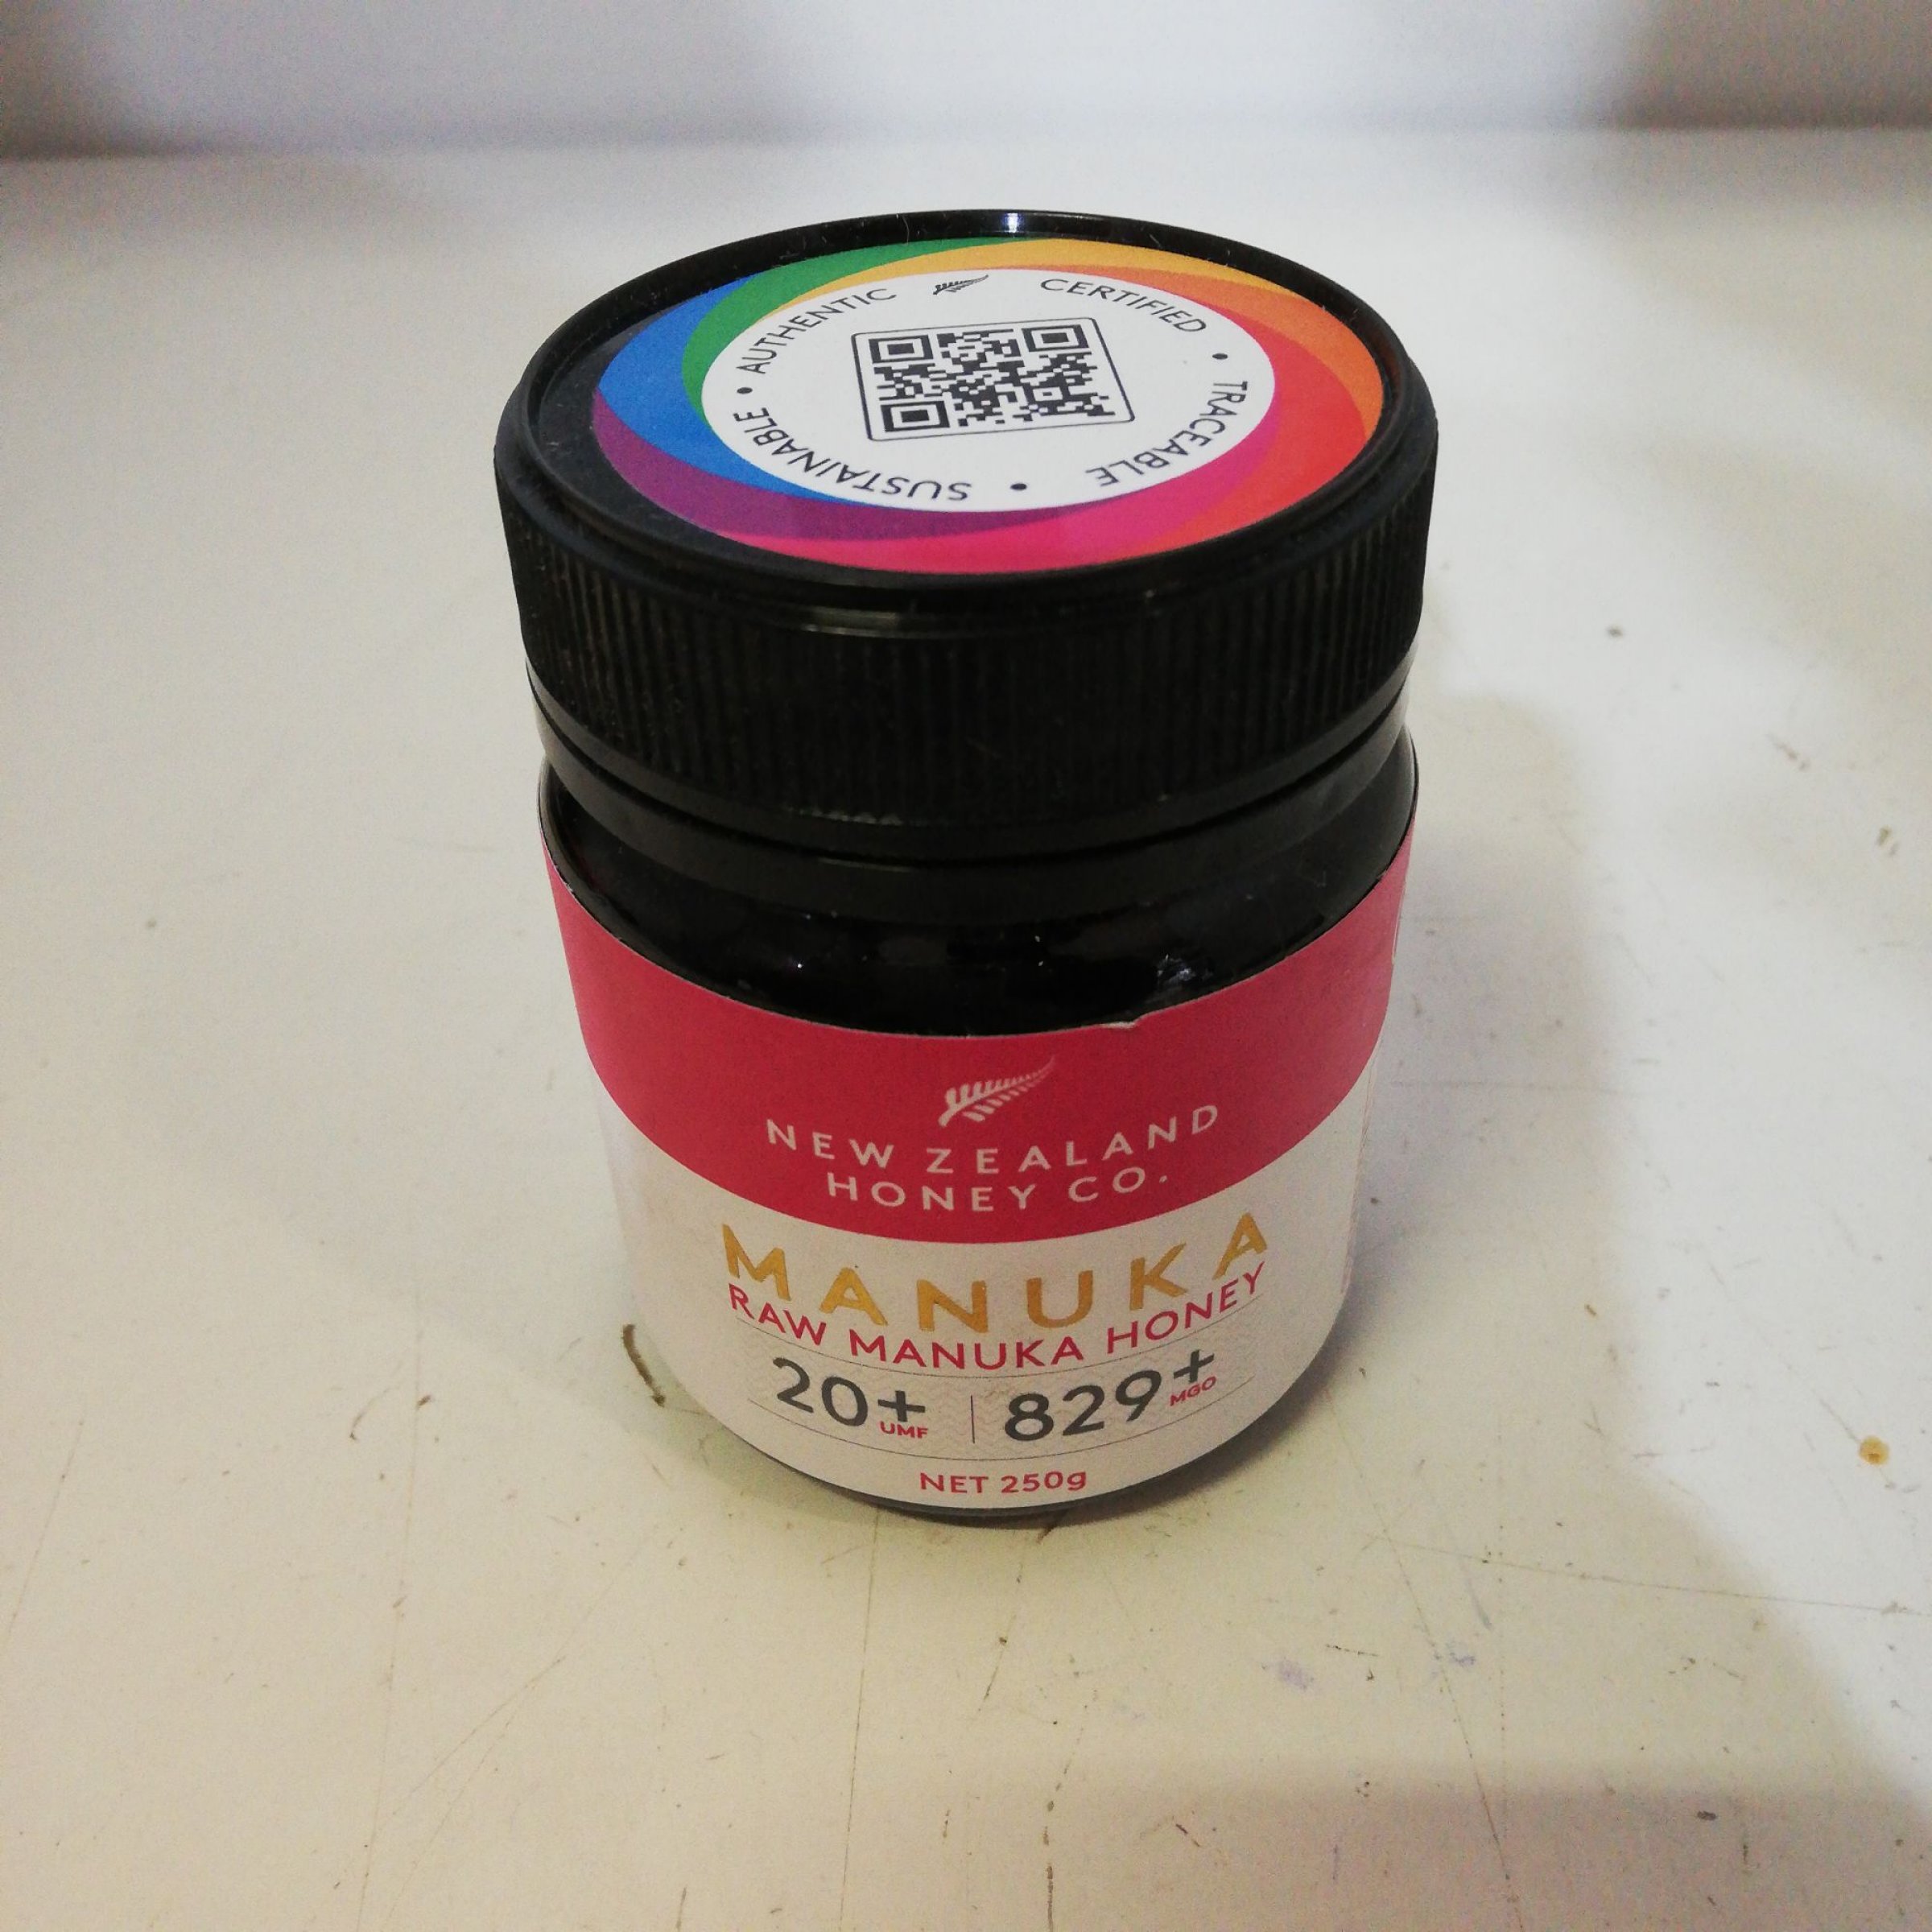 AUTHENTIC CERTIFIED • TRACEABLE • SUSTAINABLE •
NEW ZEALAND
HONEY CO.
MANUKA
RAW MANUKA HONEY
20+ UMF | 829+ MGO
NET 250g